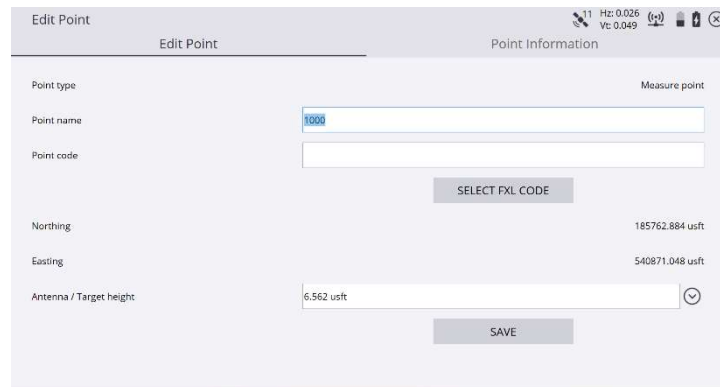 Edit Point
11 Hz: 0.026
Vt: 0.049
Edit Point Point Information
Point type Measure point
Point name 1000
Point code
SELECT FXL CODE
Northing 185762.884 usft
Easting 540871.048 usft
Antenna / Target height 6.562 usft
SAVE